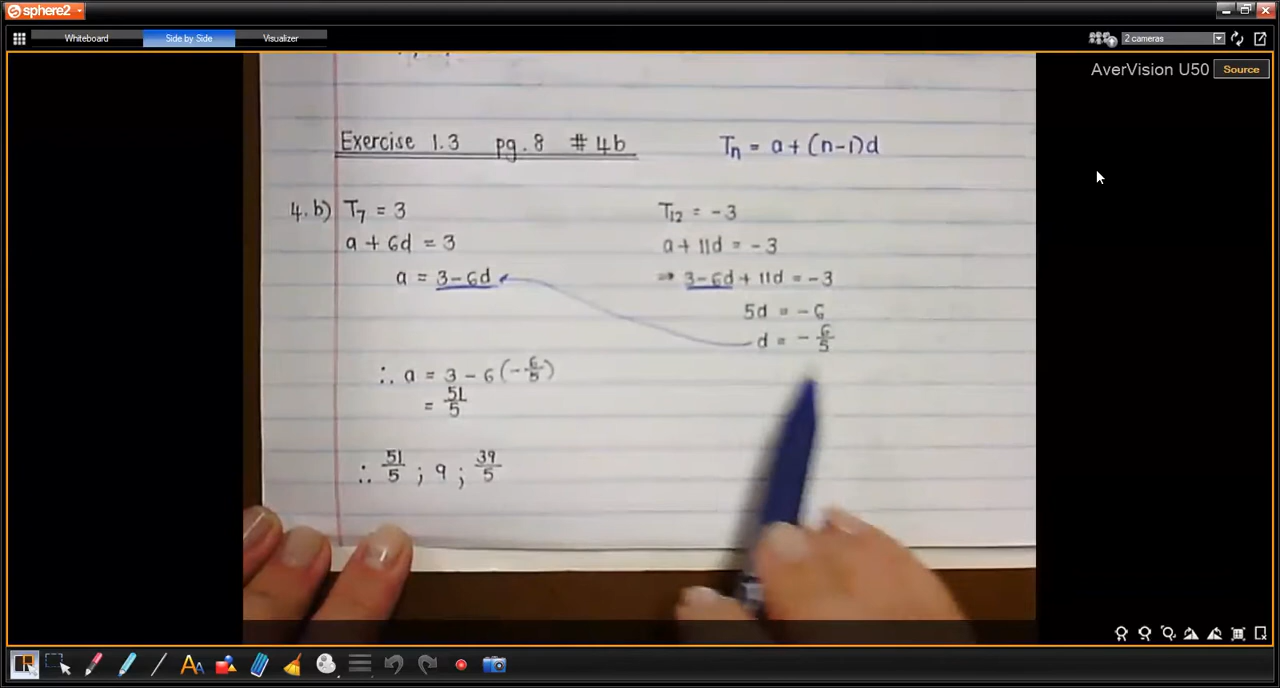 sphere2
Whiteboard
Side by Side
Visualizer
2 cameras
AverVision U50
Source
Exercise 1.3 pg. 8 # 4b
Tn = a + (n-1)d
4. b) T7 = 3
a + 6d = 3
a = 3 - 6d
∴ a = 3 - 6 (- 6/5)
= 51/5
∴ 51/5 ; 9 ; 39/5
T12 = -3
a + 11d = -3
⇒ 3 - 6d + 11d = -3
5d = -6
d = - 6/5